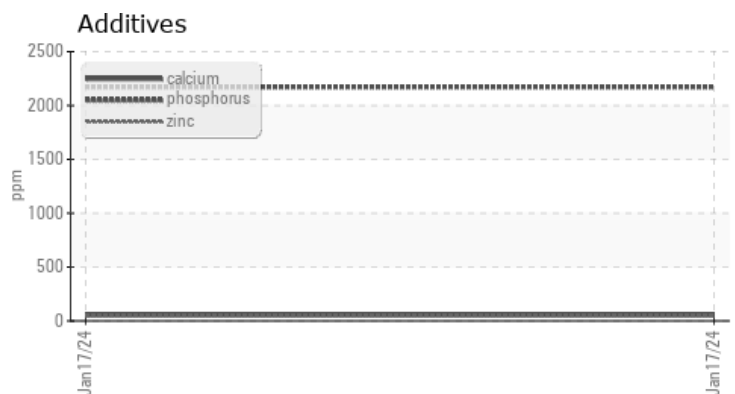 Additives
2500
2000
1500
1000
500
0
ppm
calcium
phosphorus
zinc
Jan17/24
Jan17/24